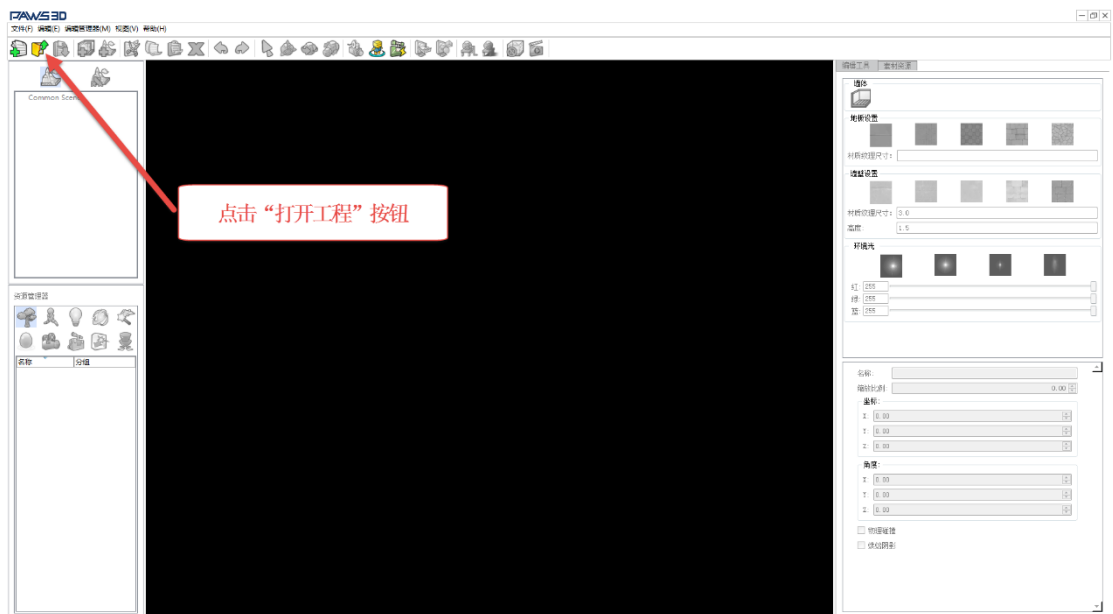 PAWS3D
文件(F) 编辑(E) 编辑管理器(M) 视图(V) 帮助(H)
Common Scene
点击“打开工程”按钮
资源管理器
名称 分组
编辑工具 素材资源
墙体
地板设置
材质纹理尺寸:
墙壁设置
材质纹理尺寸: 3.0
高度: 1.5
环境光
红: 255
绿: 255
蓝: 255
名称:
缩放比例: 0.00
坐标:
X: 0.00
Y: 0.00
Z: 0.00
角度:
X: 0.00
Y: 0.00
Z: 0.00
物理碰撞